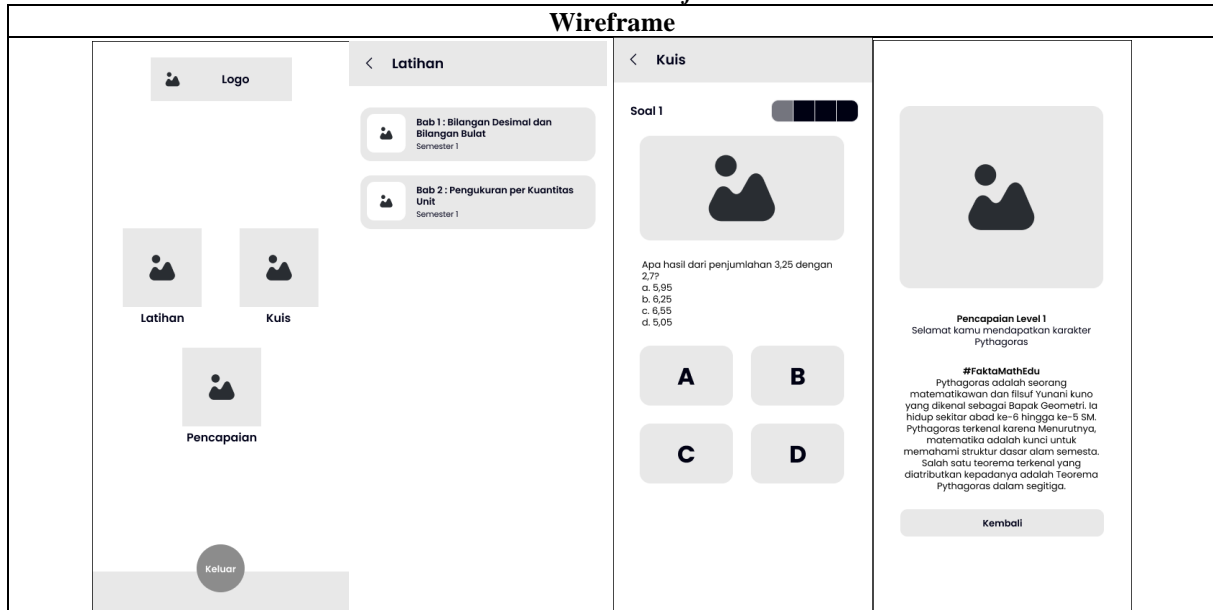 Wireframe
Logo
Latihan
Kuis
Pencapaian
Keluar
Latihan
Bab 1 : Bilangan Desimal dan
Bilangan Bulat
Semester 1
Bab 2 : Pengukuran per Kuantitas
Unit
Semester 1
Kuis
Soal 1
Apa hasil dari penjumlahan 3,25 dengan
2,7?
a. 5,95
b. 6,25
c. 6,55
d. 5,05
A
B
C
D
Pencapaian Level 1
Selamat kamu mendapatkan karakter
Pythagoras
#FaktaMathEdu
Pythagoras adalah seorang
matematikawan dan filsuf Yunani kuno
yang dikenal sebagai Bapak Geometri. Ia
hidup sekitar abad ke-6 hingga ke-5 SM.
Pythagoras terkenal karena Menurutnya,
matematika adalah kunci untuk
memahami struktur dasar alam semesta.
Salah satu teorema terkenal yang
diatributkan kepadanya adalah Teorema
Pythagoras dalam segitiga.
Kembali